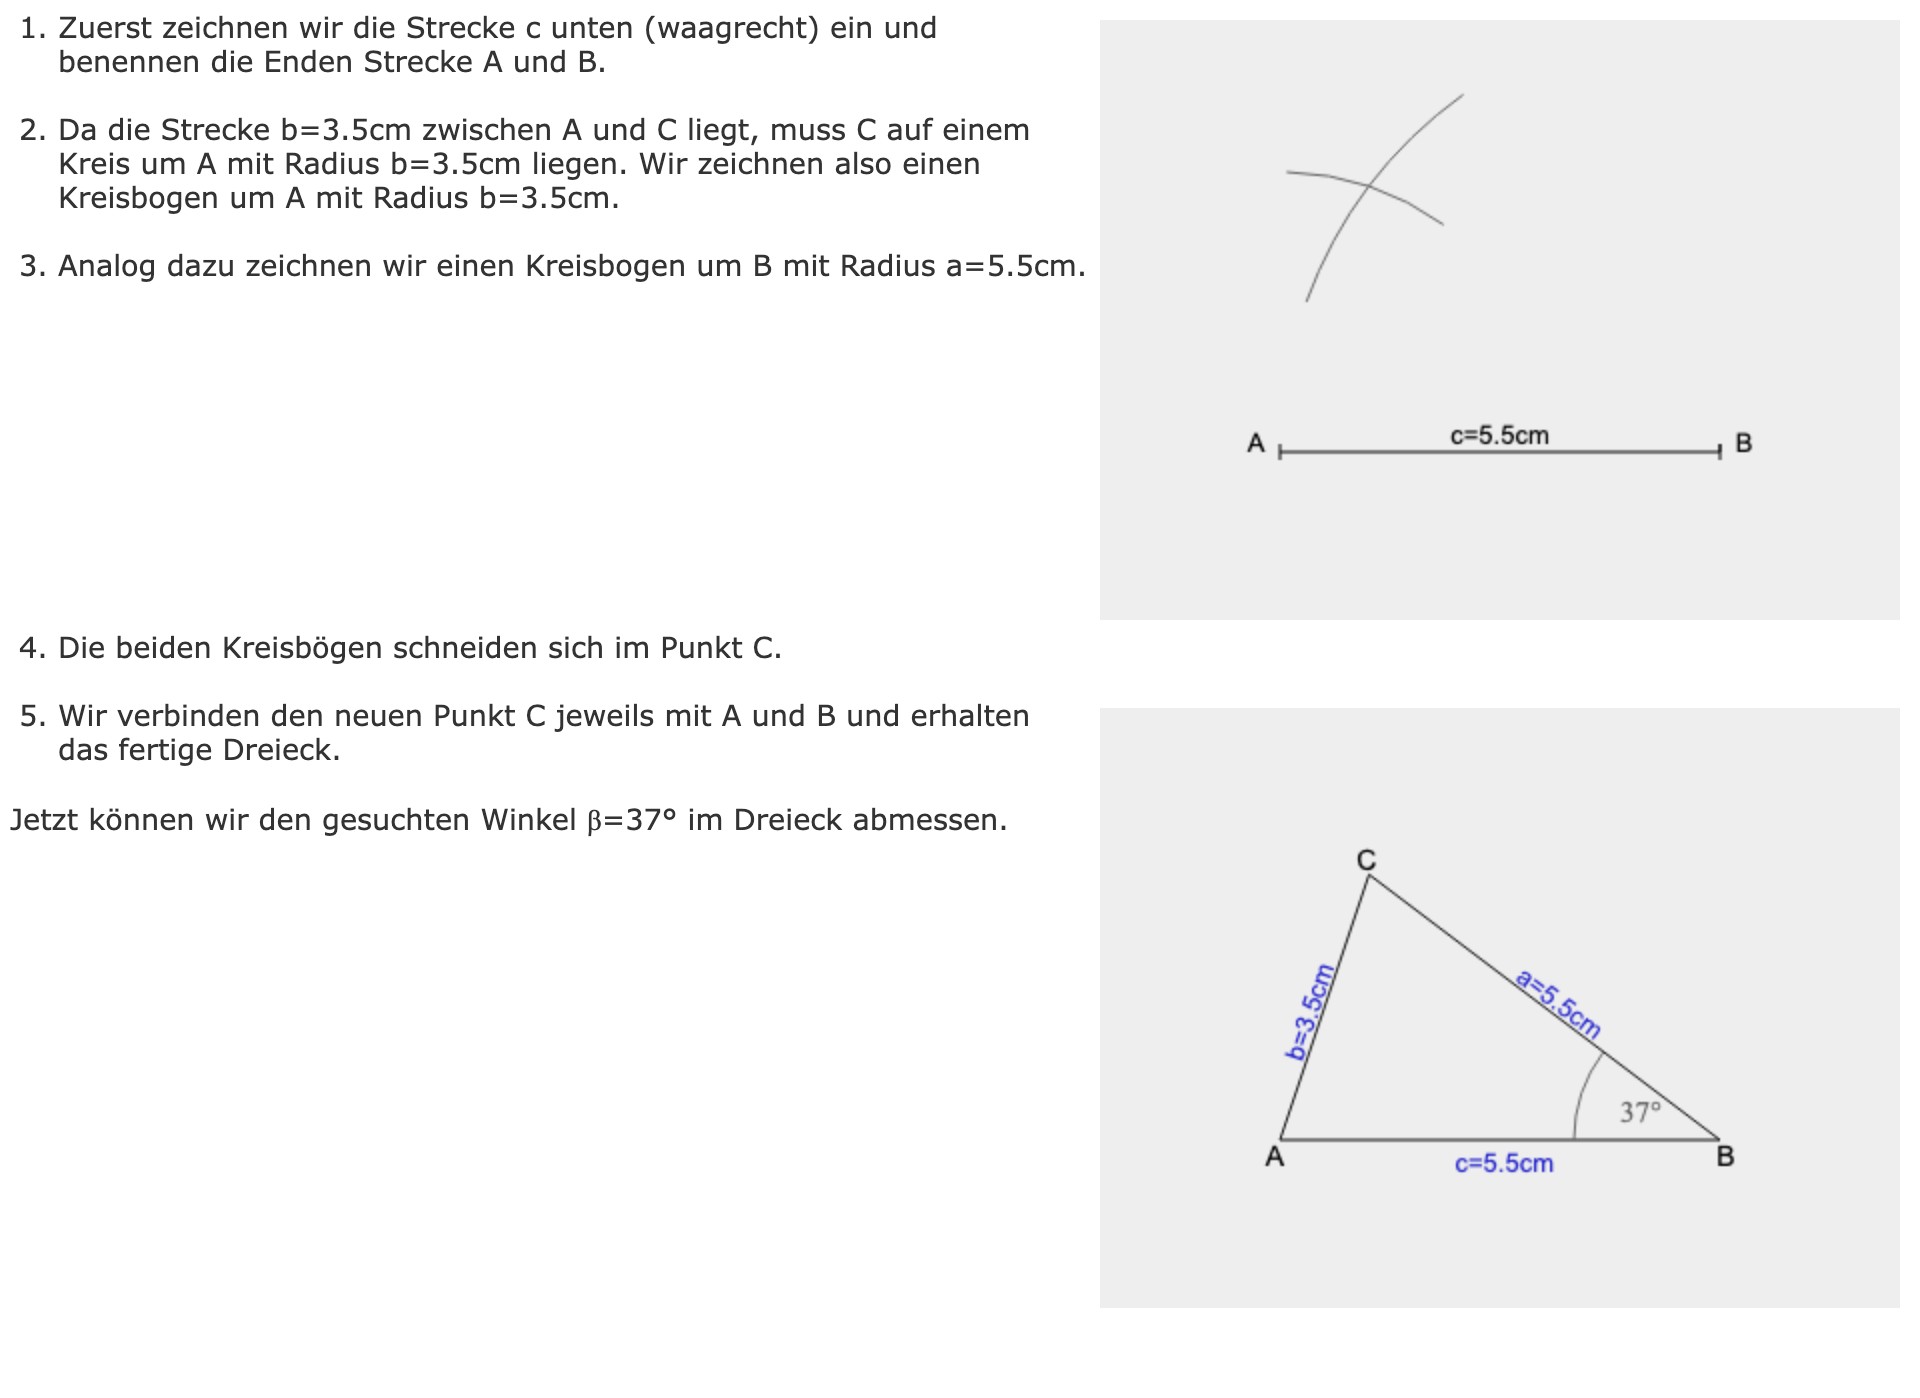 1. Zuerst zeichnen wir die Strecke c unten (waagrecht) ein und
benennen die Enden Strecke A und B.
2. Da die Strecke b=3.5cm zwischen A und C liegt, muss C auf einem
Kreis um A mit Radius b=3.5cm liegen. Wir zeichnen also einen
Kreisbogen um A mit Radius b=3.5cm.
3. Analog dazu zeichnen wir einen Kreisbogen um B mit Radius a=5.5cm.
A
c=5.5cm
B
4. Die beiden Kreisbögen schneiden sich im Punkt C.
5. Wir verbinden den neuen Punkt C jeweils mit A und B und erhalten
das fertige Dreieck.
Jetzt können wir den gesuchten Winkel β=37° im Dreieck abmessen.
C
b=3.5cm
a=5.5cm
37°
A
c=5.5cm
B